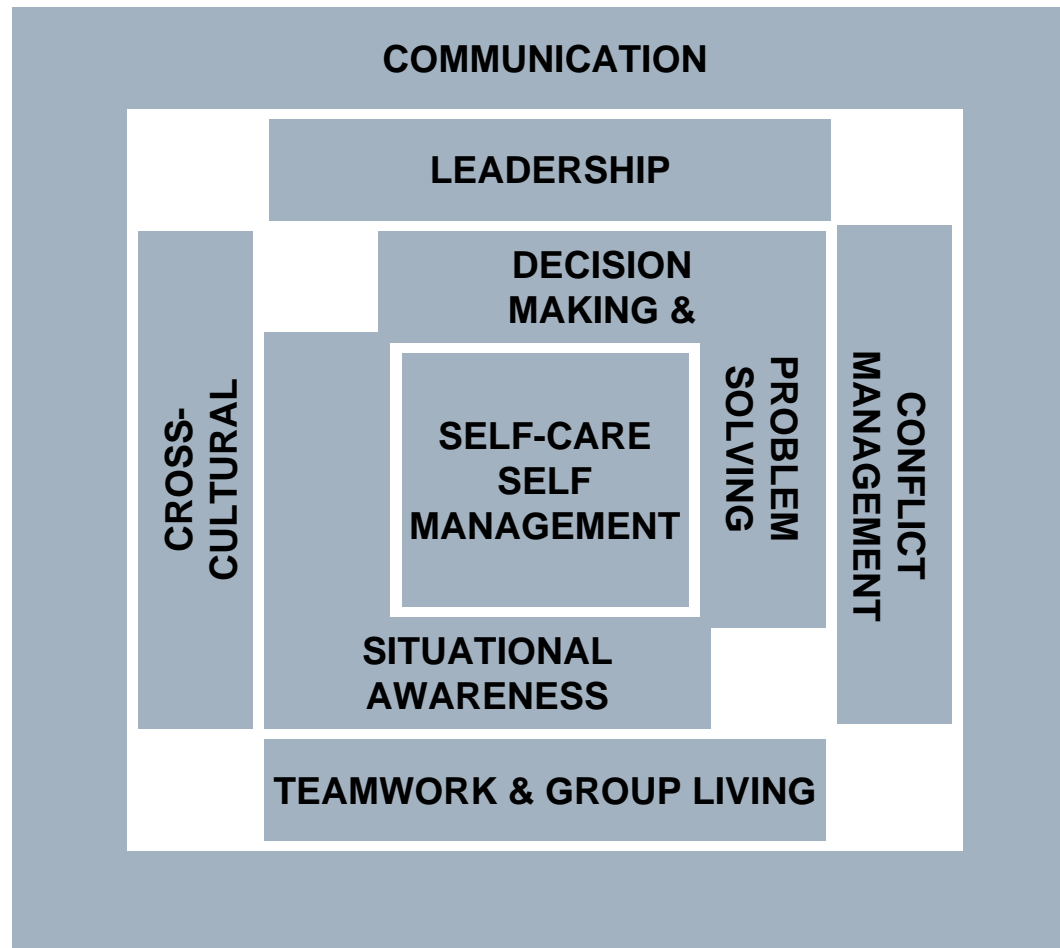 COMMUNICATION
LEADERSHIP
DECISION
MAKING &
PROBLEM
SOLVING
CONFLICT
MANAGEMENT
CROSS-
CULTURAL
SELF-CARE
SELF
MANAGEMENT
SITUATIONAL
AWARENESS
TEAMWORK & GROUP LIVING